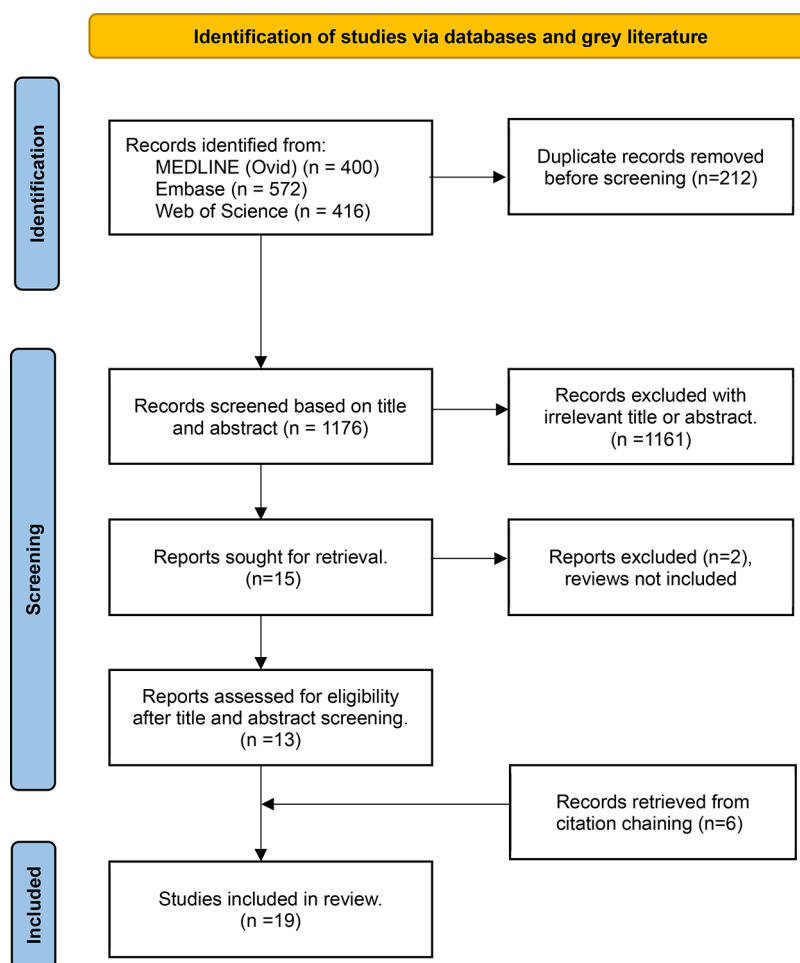 Identification of studies via databases and grey literature
Identification
Records identified from:
MEDLINE (Ovid) (n = 400)
Embase (n = 572)
Web of Science (n = 416)
Duplicate records removed
before screening (n=212)
Screening
Records screened based on title
and abstract (n = 1176)
Records excluded with
irrelevant title or abstract.
(n =1161)
Reports sought for retrieval.
(n=15)
Reports excluded (n=2),
reviews not included
Reports assessed for eligibility
after title and abstract screening.
(n =13)
Records retrieved from
citation chaining (n=6)
Included
Studies included in review.
(n =19)